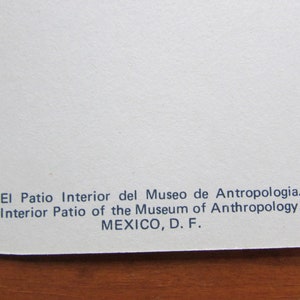 El Patio Interior del Museo de Antropologia.
Interior Patio of the Museum of Anthropology
MEXICO, D. F.